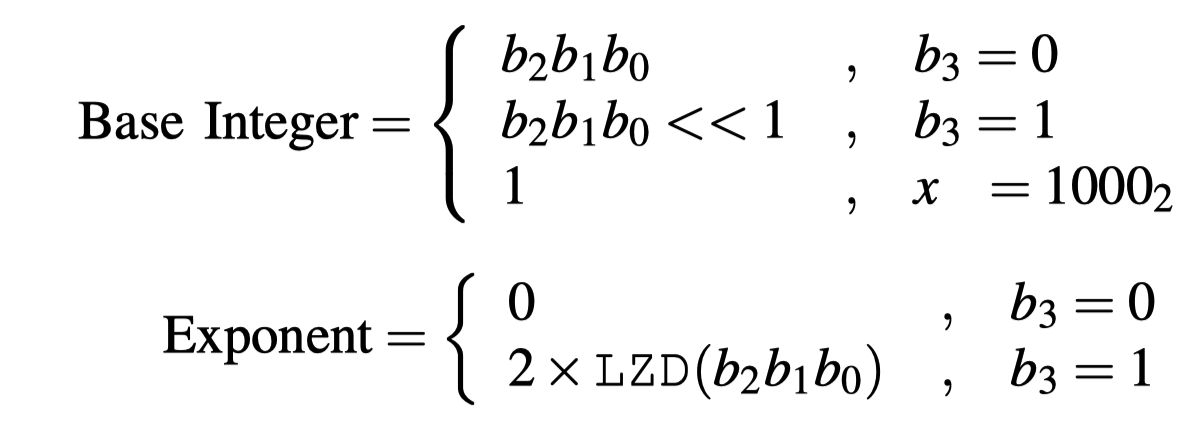 b₂b₁b₀ , b₃ = 0
Base Integer = { b₂b₁b₀ << 1 , b₃ = 1
1 , x = 1000₂
0 , b₃ = 0
Exponent = {
2 × LZD(b₂b₁b₀) , b₃ = 1